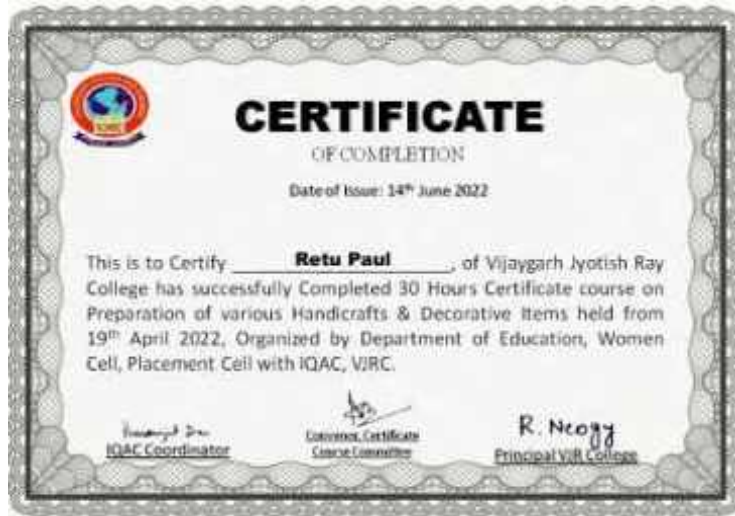 CERTIFICATE
OF COMPLETION
Date of Issue: 14th June 2022
This is to Certify Retu Paul, of Vijaygarh Jyotish Ray
College has successfully Completed 30 Hours Certificate course on
Preparation of various Handicrafts & Decorative Items held from
19th April 2022, Organized by Department of Education, Women
Cell, Placement Cell with IQAC, VJRC.
R. Neogy
IQAC Coordinator
Convenor, Certificate
Course Committee
Principal VJR College